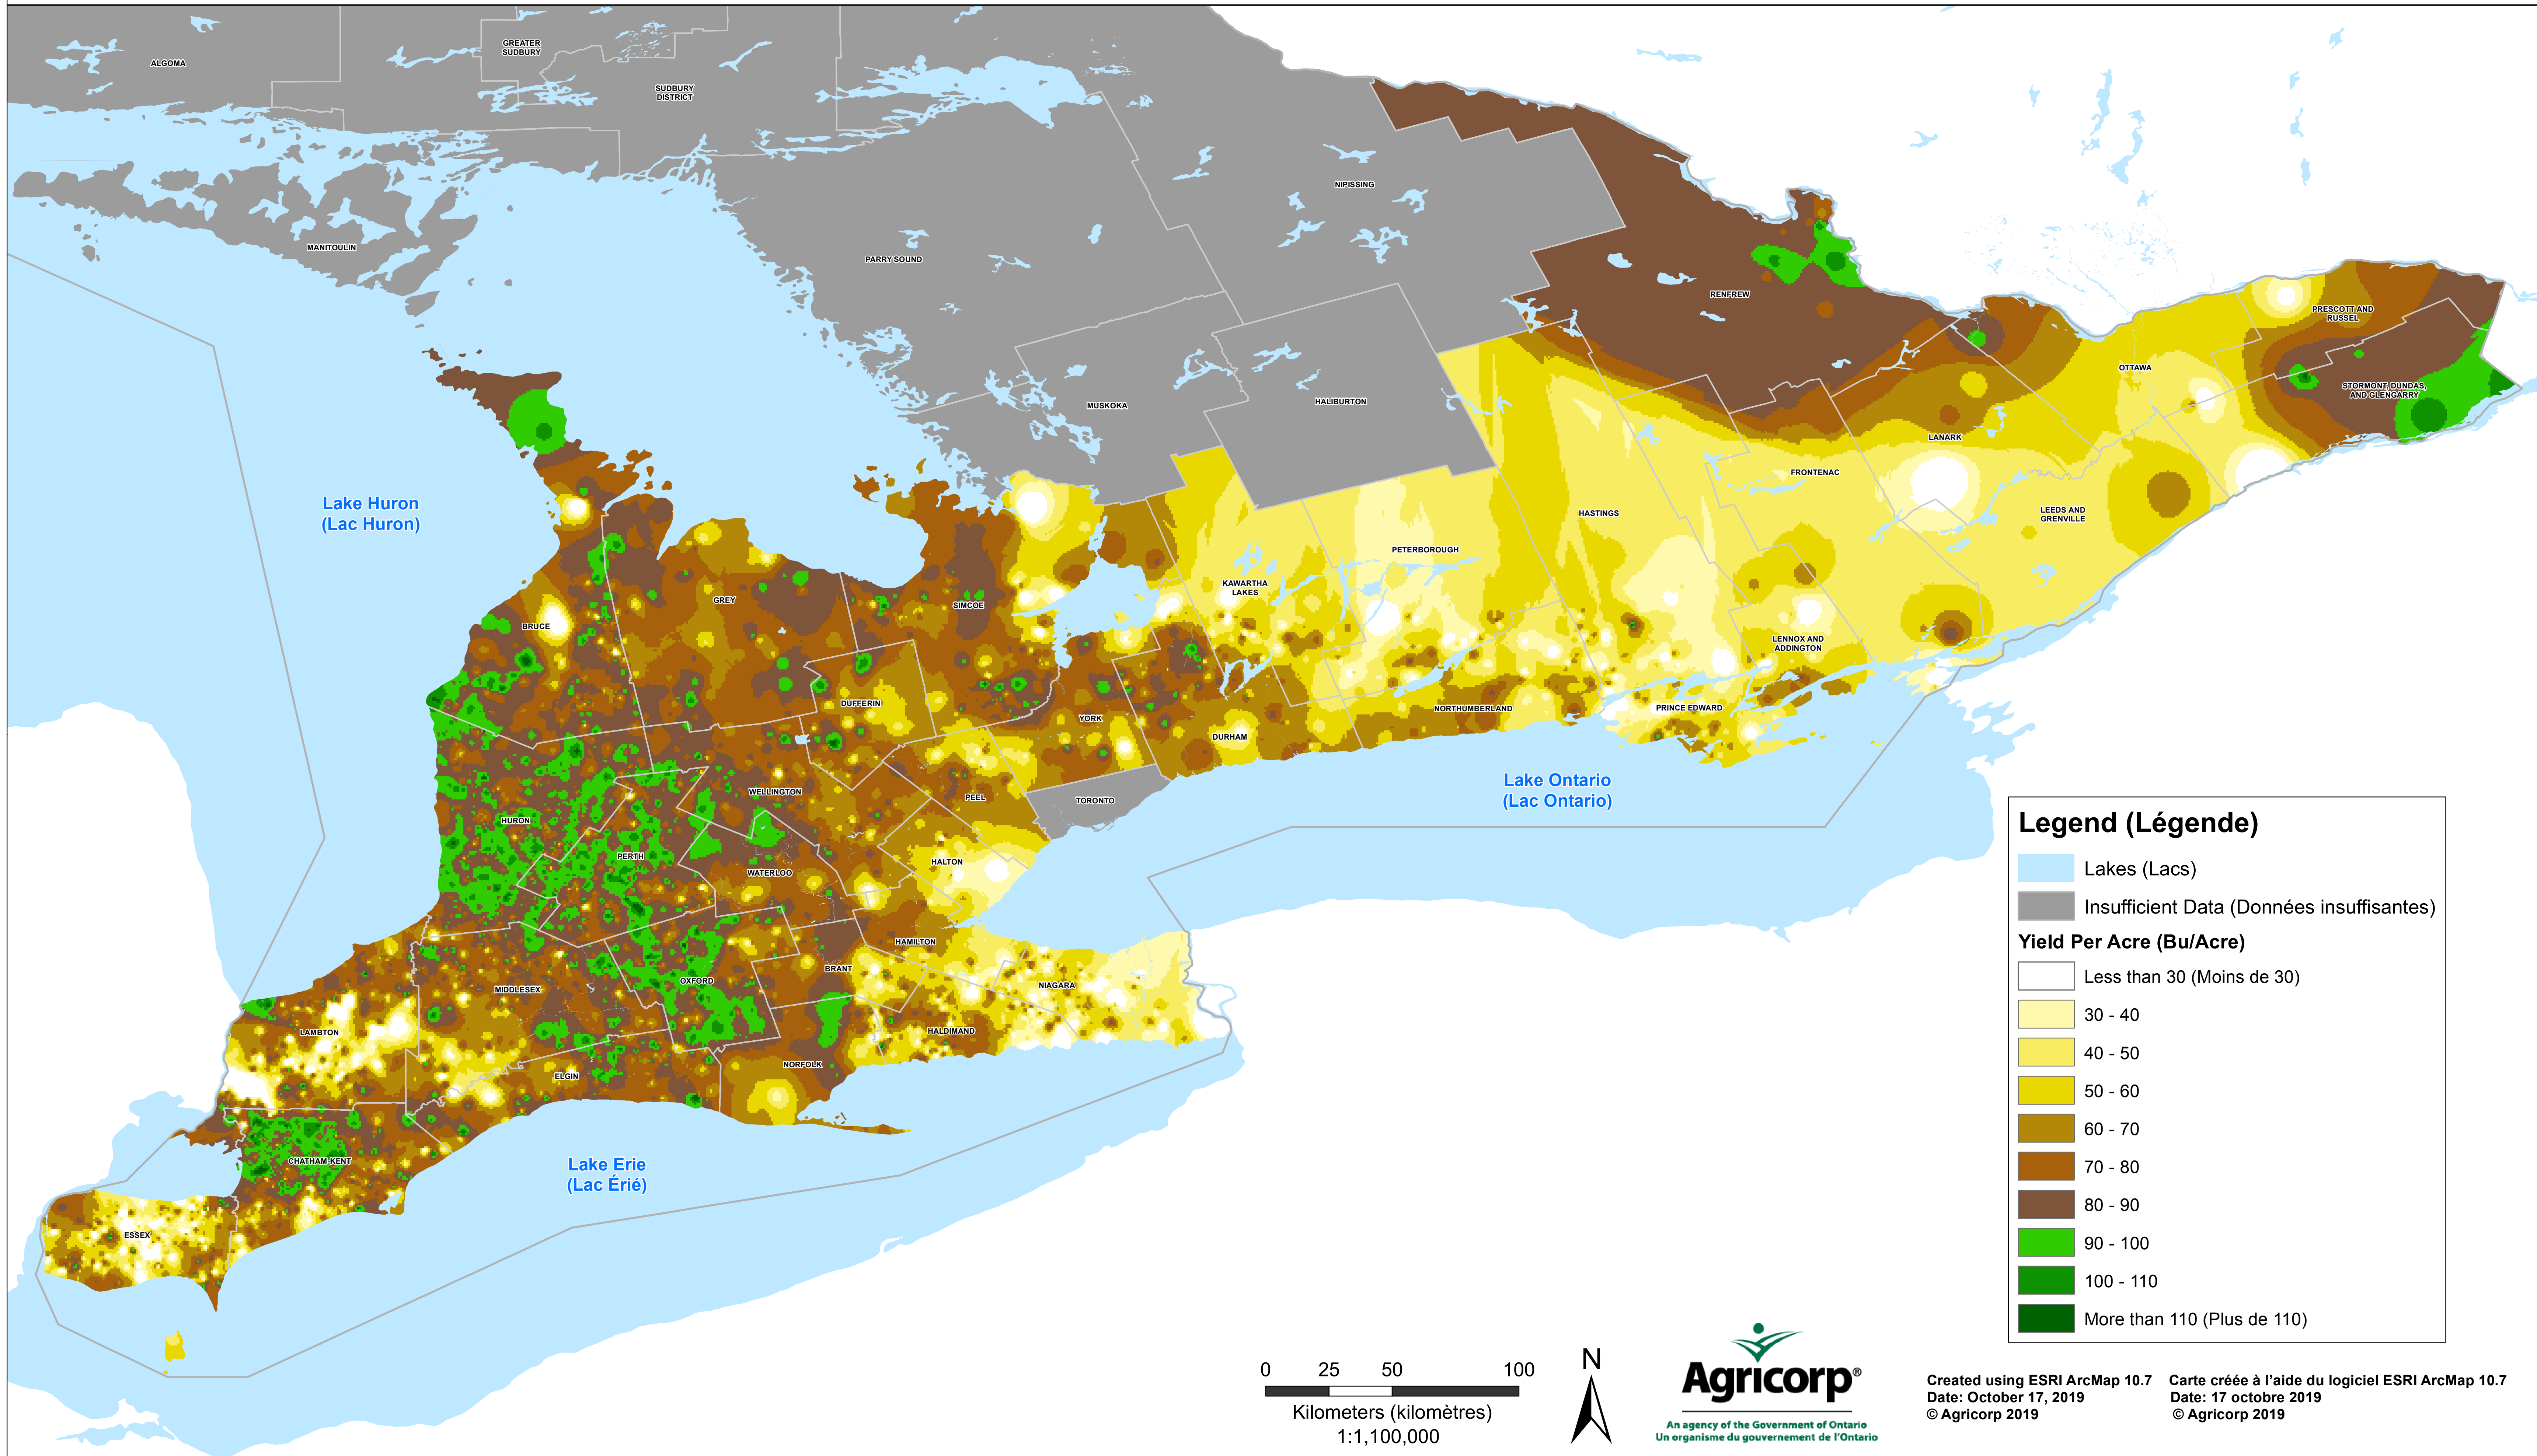 ALGOMA
GREATER
SUDBURY
SUDBURY
DISTRICT
NIPISSING
MANITOULIN
PARRY SOUND
RENFREW
PRESCOTT AND
RUSSEL
OTTAWA
STORMONT, DUNDAS,
AND GLENGARRY
MUSKOKA
HALIBURTON
LANARK
FRONTENAC
Lake Huron
(Lac Huron)
HASTINGS
LEEDS AND
GRENVILLE
PETERBOROUGH
KAWARTHA
LAKES
GREY
SIMCOE
BRUCE
LENNOX AND
ADDINGTON
DUFFERIN
YORK
NORTHUMBERLAND
PRINCE EDWARD
DURHAM
Lake Ontario
(Lac Ontario)
WELLINGTON
PEEL
TORONTO
HURON
PERTH
HALTON
WATERLOO
HAMILTON
BRANT
OXFORD
NIAGARA
MIDDLESEX
LAMBTON
HALDIMAND
NORFOLK
ELGIN
CHATHAM-KENT
Lake Erie
(Lac Érié)
ESSEX
Legend (Légende)
Lakes (Lacs)
Insufficient Data (Données insuffisantes)
Yield Per Acre (Bu/Acre)
Less than 30 (Moins de 30)
30 - 40
40 - 50
50 - 60
60 - 70
70 - 80
80 - 90
90 - 100
100 - 110
More than 110 (Plus de 110)
0 25 50 100
Kilometers (kilomètres)
1:1,100,000
N
Agricorp®
An agency of the Government of Ontario
Un organisme du gouvernement de l'Ontario
Created using ESRI ArcMap 10.7
Date: October 17, 2019
© Agricorp 2019
Carte créée à l'aide du logiciel ESRI ArcMap 10.7
Date: 17 octobre 2019
© Agricorp 2019